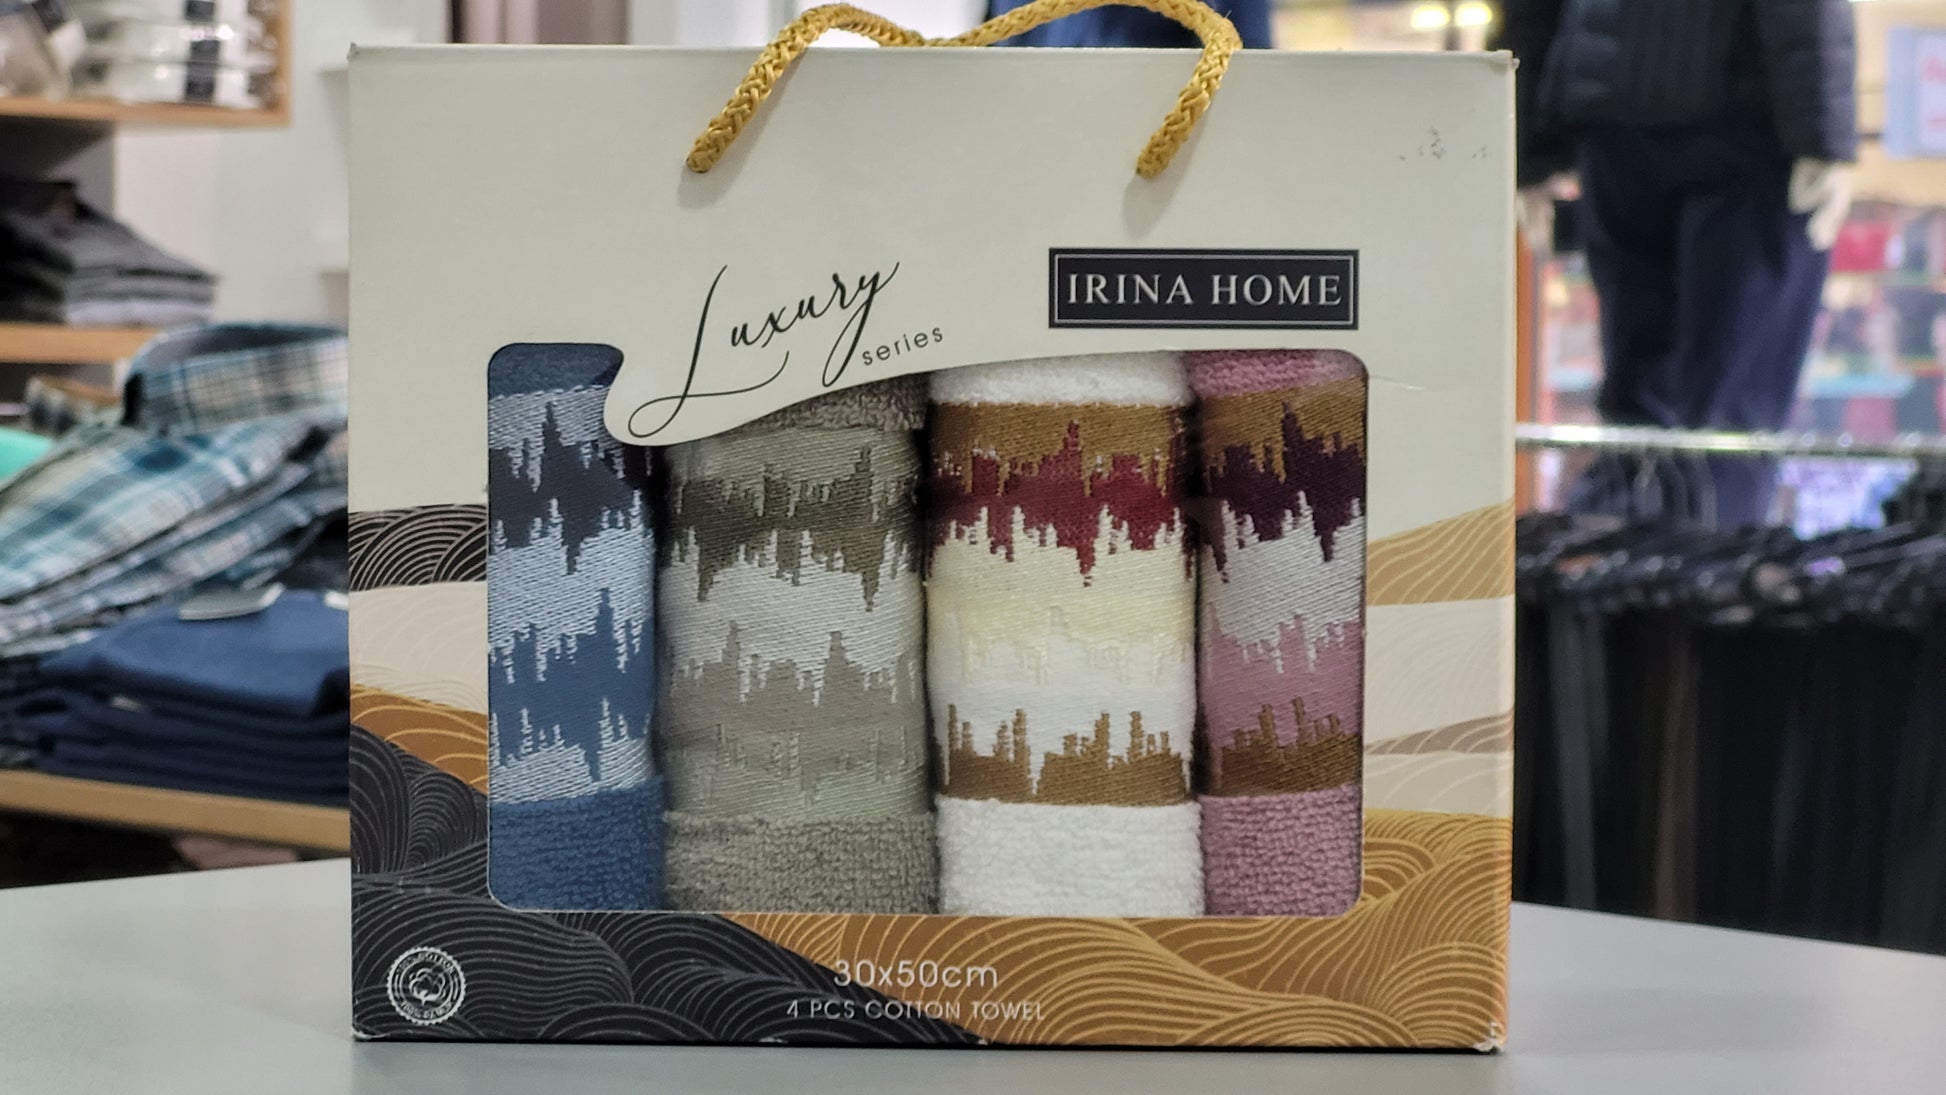 Luxury
series
IRINA HOME
30x50cm
4 PCS COTTON TOWEL